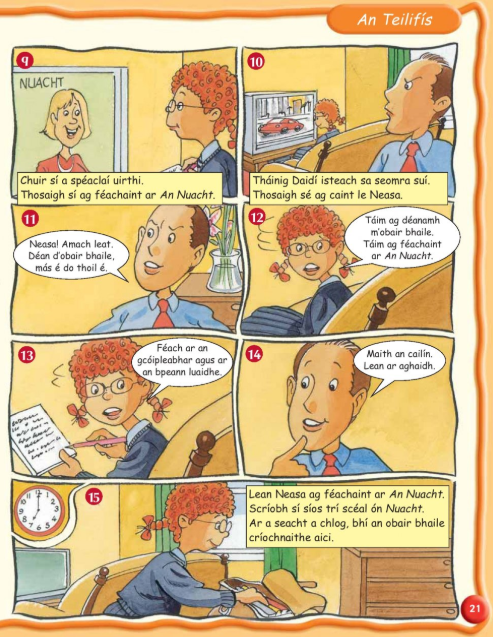 An Teilifís
9
NUACHT
Chuir sí a spéaclaí uirthi.
Thosaigh sí ag féachaint ar An Nuacht.
10
Tháinig Daidí isteach sa seomra suí.
Thosaigh sé ag caint le Neasa.
11
Neasa! Amach leat.
Déan d'obair bhaile,
más é do thoil é.
12
Táim ag déanamh
m'obair bhaile.
Táim ag féachaint
ar An Nuacht.
13
Féach ar an
gcóipleabhar agus ar
an bpeann luaidhe.
14
Maith an cailín.
Lean ar aghaidh.
15
Lean Neasa ag féachaint ar An Nuacht.
Scríobh sí síos trí scéal ón Nuacht.
Ar a seacht a chlog, bhí an obair bhaile
críochnaithe aici.
21